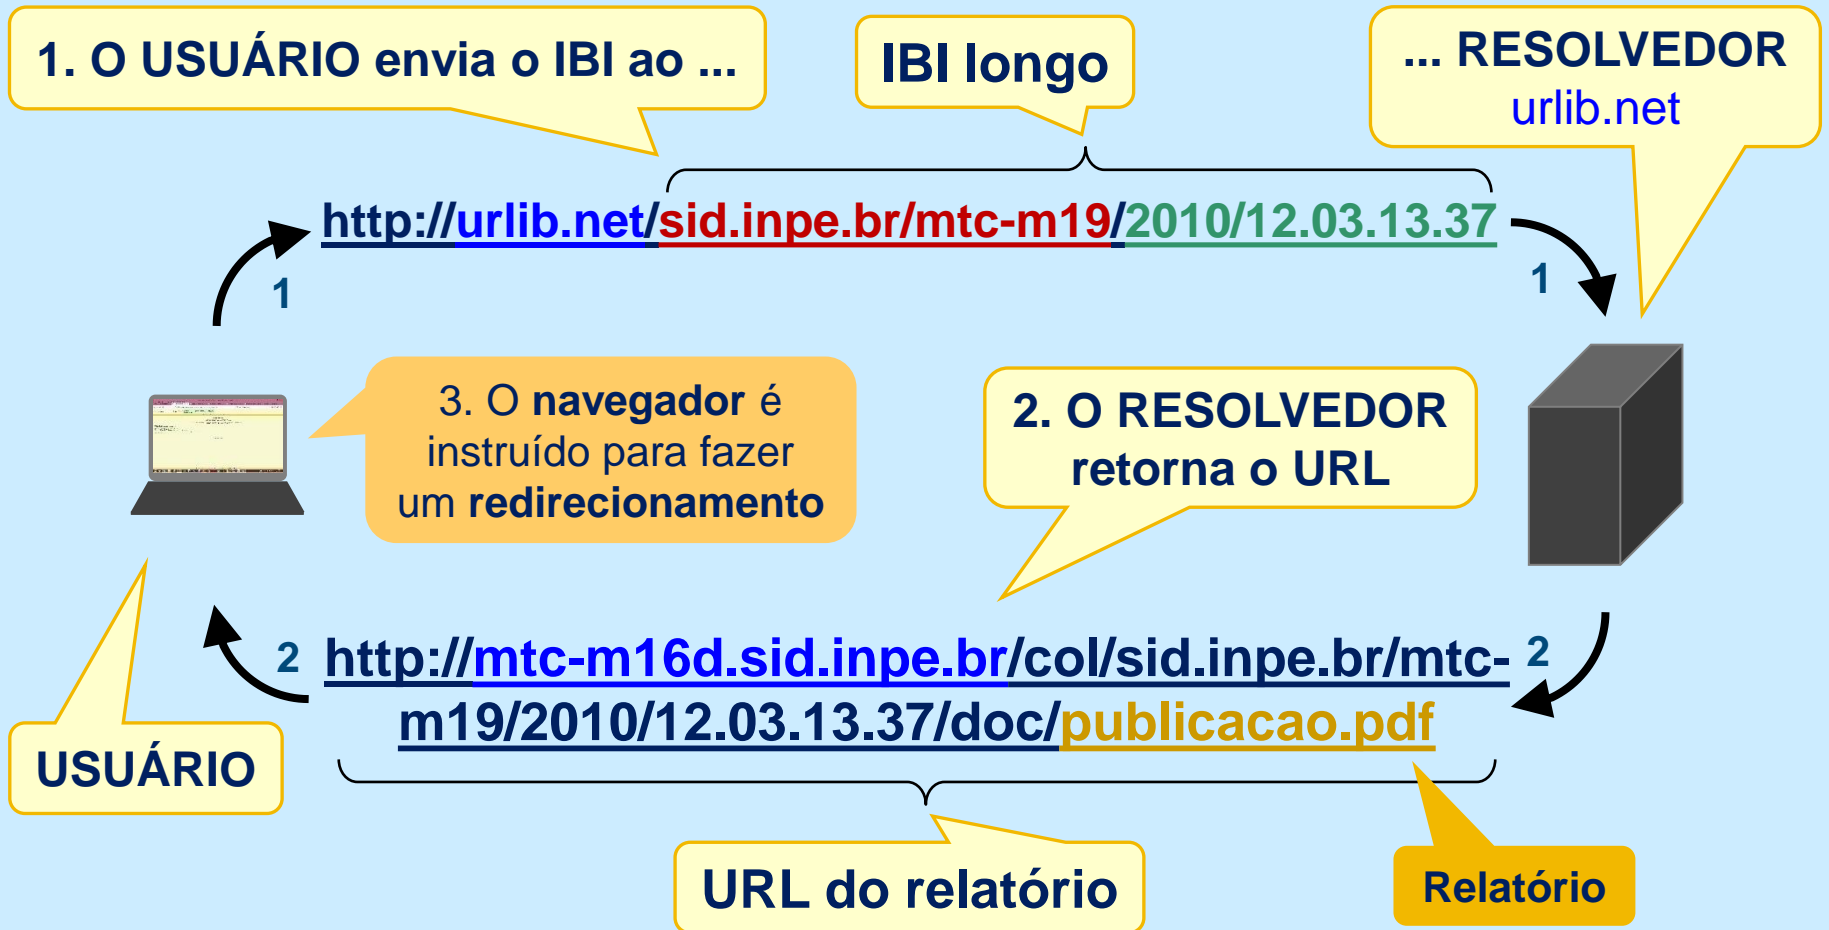 1. O USUÁRIO envia o IBI ao ...
IBI longo
... RESOLVEDOR
urlib.net
http://urlib.net/sid.inpe.br/mtc-m19/2010/12.03.13.37
1
1
3. O navegador é
instruído para fazer
um redirecionamento
2. O RESOLVEDOR
retorna o URL
2
http://mtc-m16d.sid.inpe.br/col/sid.inpe.br/mtc-
m19/2010/12.03.13.37/doc/publicacao.pdf
2
USUÁRIO
URL do relatório
Relatório